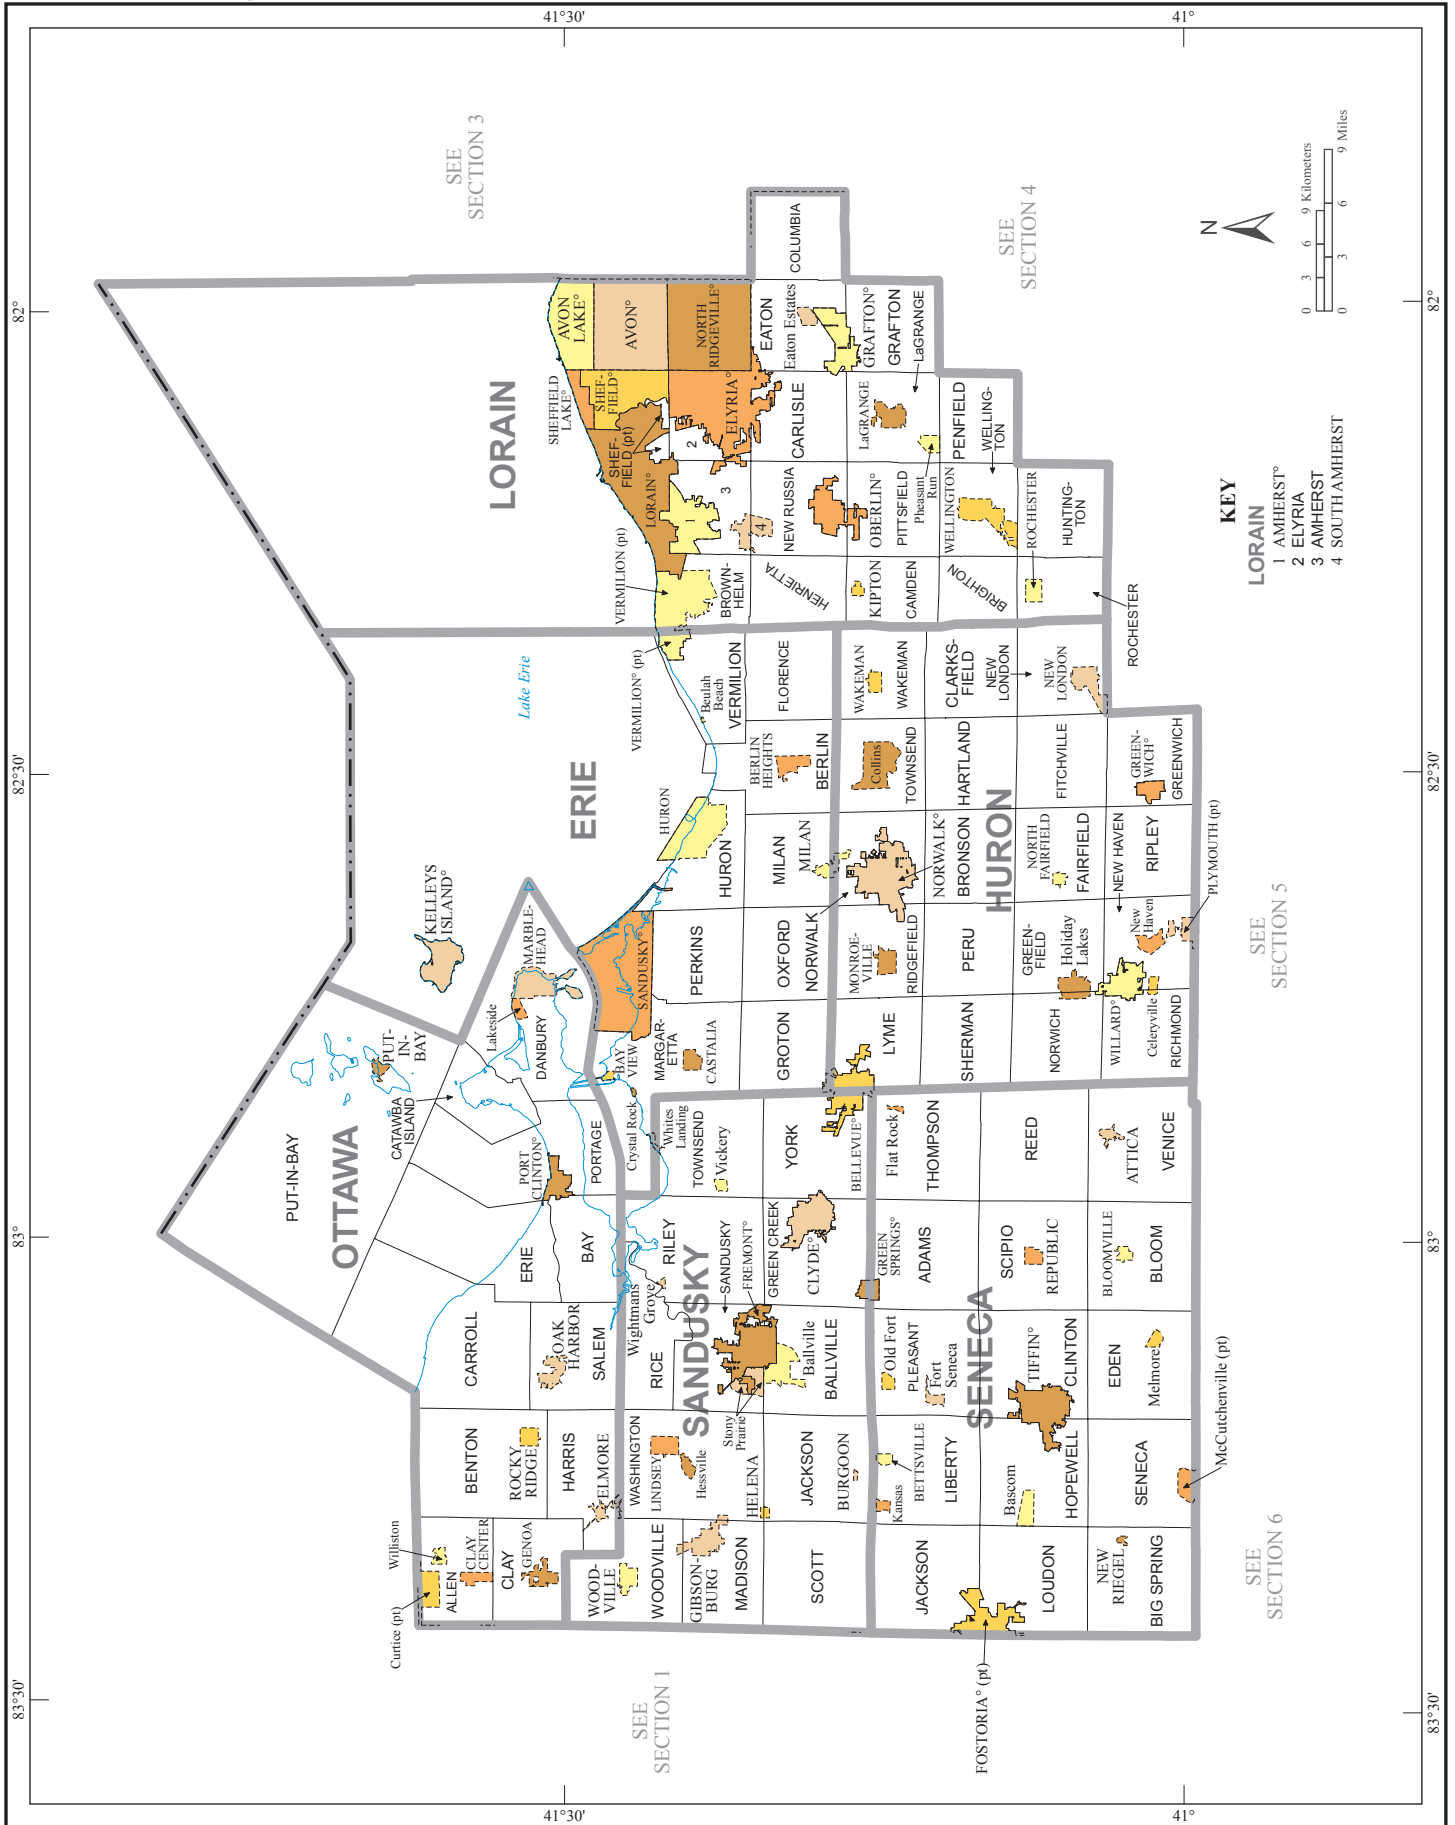 41°30'
41°
82°
82°
82°30'
82°30'
83°
83°
83°30'
83°30'
41°30'
41°
SEE
SECTION 3
SEE
SECTION 4
SEE
SECTION 5
SEE
SECTION 6
SEE
SECTION 1
N
0 3 6 9 Kilometers
0 3 6 9 Miles
KEY
LORAIN
1 AMHERST°
2 ELYRIA
3 AMHERST
4 SOUTH AMHERST
LORAIN
AVON
LAKE°
AVON°
NORTH
RIDGEVILLE°
COLUMBIA
EATON
Eaton Estates
GRAFTON°
GRAFTON
LaGRANGE
LaGRANGE
SHEFFIELD
LAKE°
SHEF-
FIELD°
SHEF-
FIELD (pt)
ELYRIA°
2
CARLISLE
PENFIELD
WELLING-
TON
LORAIN°
1
3
4
NEW RUSSIA
OBERLIN°
PITTSFIELD
Pheasant
Run
WELLINGTON
ROCHESTER
HUNTING-
TON
VERMILION (pt)
BROWN-
HELM
HENRIETTA
KIPTON
CAMDEN
BRIGHTON
ROCHESTER
Lake Erie
ERIE
VERMILION° (pt)
Beulah
Beach
VERMILION
FLORENCE
BERLIN
HEIGHTS
BERLIN
HURON
HURON
MILAN
MILAN
KELLEYS
ISLAND°
SANDUSKY°
PERKINS
OXFORD
MARGAR-
ETTA
BAY
VIEW
CASTALIA
GROTON
Crystal Rock
HURON
WAKEMAN
WAKEMAN
CLARKS-
FIELD
NEW
LONDON
NEW
LONDON
Collins
TOWNSEND
HARTLAND
FITCHVILLE
GREEN-
WICH°
GREENWICH
NORWALK°
NORWALK
BRONSON
NORTH
FAIRFIELD
FAIRFIELD
NEW HAVEN
RIPLEY
PLYMOUTH (pt)
MONROE-
VILLE
RIDGEFIELD
PERU
GREEN-
FIELD
Holiday
Lakes
New
Haven
LYME
SHERMAN
NORWICH
WILLARD°
Celeryville
RICHMOND
OTTAWA
PUT-IN-BAY
PUT-
IN-
BAY
CATAWBA
ISLAND
MARBLE-
HEAD
Lakeside
DANBURY
PORT
CLINTON°
PORTAGE
ERIE
BAY
CARROLL
OAK
HARBOR
SALEM
BENTON
ROCKY
RIDGE
HARRIS
ELMORE
Williston
Curtice (pt)
ALLEN
CLAY
CENTER
CLAY
GENOA
SANDUSKY
Whites
Landing
TOWNSEND
Vickery
YORK
BELLEVUE°
RILEY
SANDUSKY
FREMONT°
GREEN CREEK
CLYDE°
GREEN
SPRINGS°
Wightmans
Grove
RICE
Ballville
BALLVILLE
Stony
Prairie
WASHINGTON
LINDSEY
Hessville
HELENA
JACKSON
BURGOON
WOOD-
VILLE
WOODVILLE
GIBSON-
BURG
MADISON
SCOTT
SENECA
Flat Rock
THOMPSON
REED
ATTICA
VENICE
ADAMS
SCIPIO
REPUBLIC
BLOOMVILLE
BLOOM
Old Fort
PLEASANT
Fort
Seneca
TIFFIN°
CLINTON
EDEN
Melmore
McCutchenville (pt)
BETTSVILLE
Kansas
LIBERTY
Bascom
HOPEWELL
SENECA
JACKSON
LOUDON
NEW
RIEGEL
BIG SPRING
FOSTORIA° (pt)